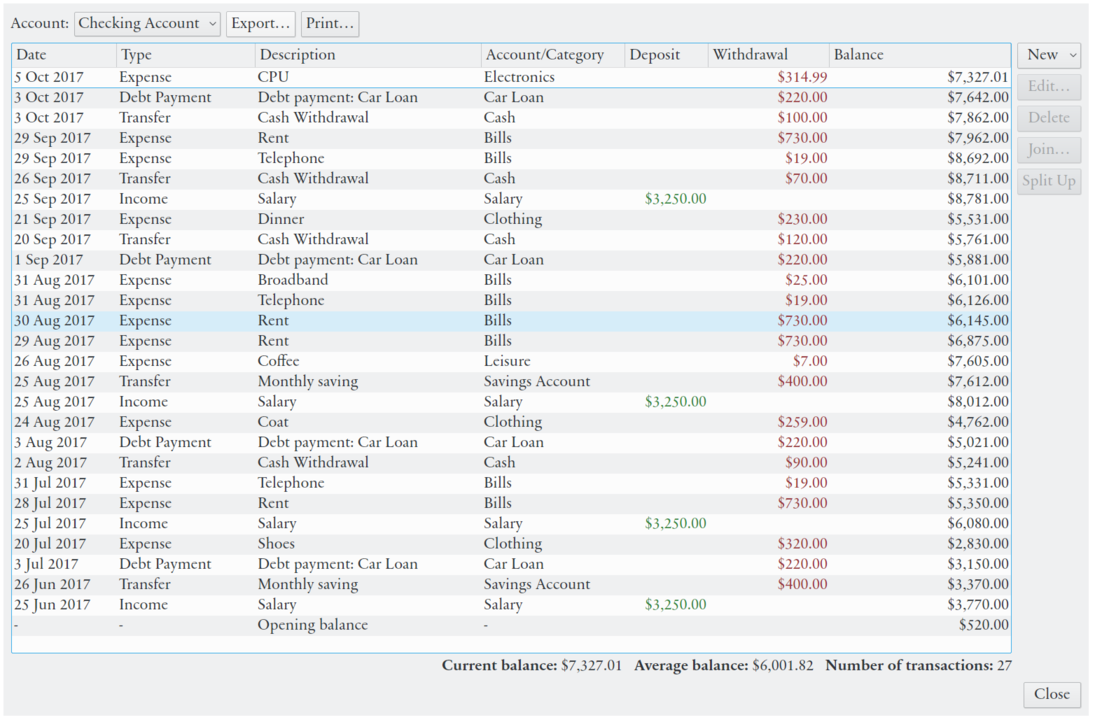 Account: Checking Account Export... Print...
Date Type Description Account/Category Deposit Withdrawal Balance New
5 Oct 2017 Expense CPU Electronics $314.99 $7,327.01
Edit...
3 Oct 2017 Debt Payment Debt payment: Car Loan Car Loan $220.00 $7,642.00
3 Oct 2017 Transfer Cash Withdrawal Cash $100.00 $7,862.00 Delete
29 Sep 2017 Expense Rent Bills $730.00 $7,962.00
29 Sep 2017 Expense Telephone Bills $19.00 $8,692.00 Join...
26 Sep 2017 Transfer Cash Withdrawal Cash $70.00 $8,711.00 Split Up
25 Sep 2017 Income Salary Salary $3,250.00 $8,781.00
21 Sep 2017 Expense Dinner Clothing $230.00 $5,531.00
20 Sep 2017 Transfer Cash Withdrawal Cash $120.00 $5,761.00
1 Sep 2017 Debt Payment Debt payment: Car Loan Car Loan $220.00 $5,881.00
31 Aug 2017 Expense Broadband Bills $25.00 $6,101.00
31 Aug 2017 Expense Telephone Bills $19.00 $6,126.00
30 Aug 2017 Expense Rent Bills $730.00 $6,145.00
29 Aug 2017 Expense Rent Bills $730.00 $6,875.00
26 Aug 2017 Expense Coffee Leisure $7.00 $7,605.00
25 Aug 2017 Transfer Monthly saving Savings Account $400.00 $7,612.00
25 Aug 2017 Income Salary Salary $3,250.00 $8,012.00
24 Aug 2017 Expense Coat Clothing $259.00 $4,762.00
3 Aug 2017 Debt Payment Debt payment: Car Loan Car Loan $220.00 $5,021.00
2 Aug 2017 Transfer Cash Withdrawal Cash $90.00 $5,241.00
31 Jul 2017 Expense Telephone Bills $19.00 $5,331.00
28 Jul 2017 Expense Rent Bills $730.00 $5,350.00
25 Jul 2017 Income Salary Salary $3,250.00 $6,080.00
20 Jul 2017 Expense Shoes Clothing $320.00 $2,830.00
3 Jul 2017 Debt Payment Debt payment: Car Loan Car Loan $220.00 $3,150.00
26 Jun 2017 Transfer Monthly saving Savings Account $400.00 $3,370.00
25 Jun 2017 Income Salary Salary $3,250.00 $3,770.00
- - Opening balance - $520.00
Current balance: $7,327.01 Average balance: $6,001.82 Number of transactions: 27
Close